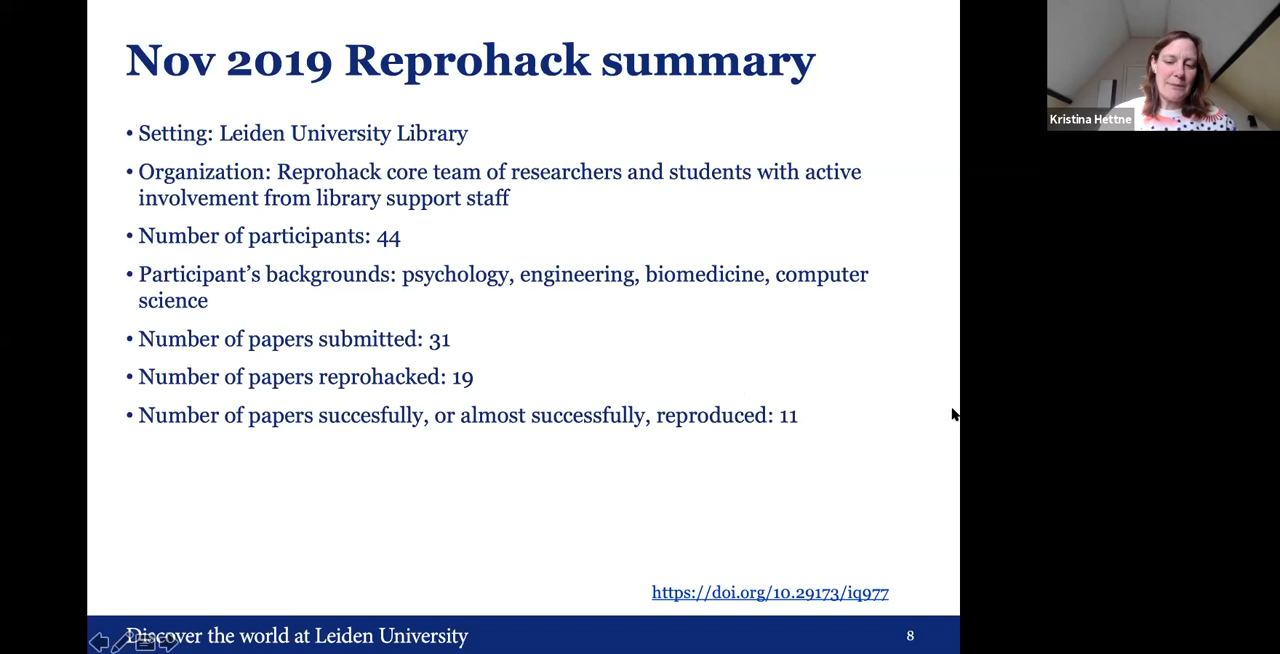 Nov 2019 Reprohack summary
• Setting: Leiden University Library
• Organization: Reprohack core team of researchers and students with active
involvement from library support staff
• Number of participants: 44
• Participant’s backgrounds: psychology, engineering, biomedicine, computer
science
• Number of papers submitted: 31
• Number of papers reprohacked: 19
• Number of papers succesfully, or almost successfully, reproduced: 11
https://doi.org/10.29173/iq977
Discover the world at Leiden University
8
Kristina Hettne